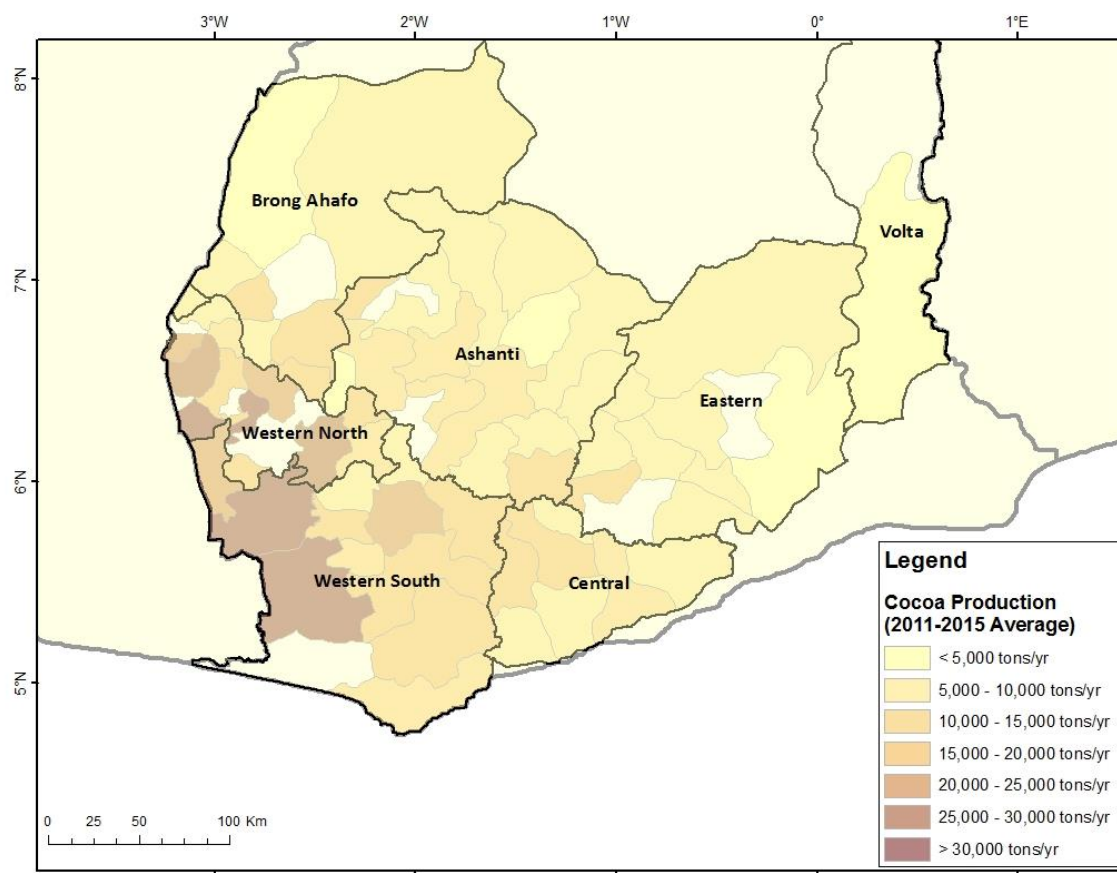 3°W
2°W
1°W
0°
1°E
8°N
7°N
6°N
5°N
Brong Ahafo
Volta
Ashanti
Eastern
Western North
Western South
Central
Legend
Cocoa Production
(2011-2015 Average)
< 5,000 tons/yr
5,000 - 10,000 tons/yr
10,000 - 15,000 tons/yr
15,000 - 20,000 tons/yr
20,000 - 25,000 tons/yr
25,000 - 30,000 tons/yr
> 30,000 tons/yr
0 25 50 100 Km